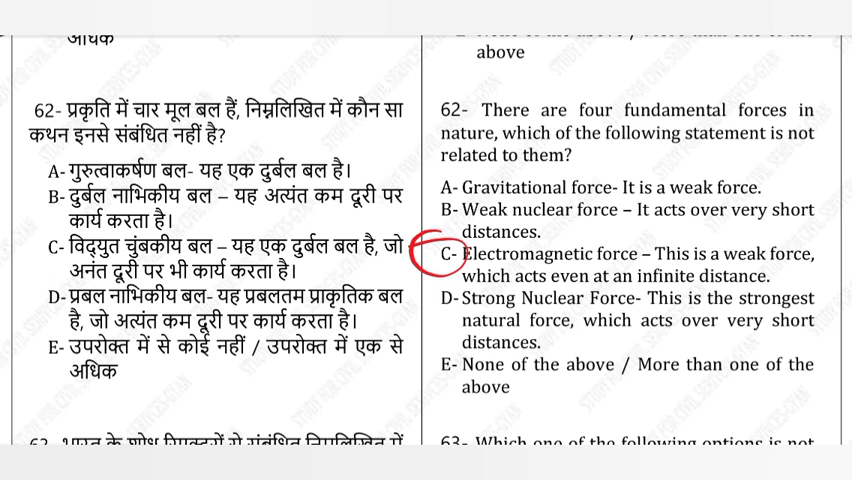 अधिक
62- प्रकृति में चार मूल बल हैं, निम्नलिखित में कौन सा
कथन इनसे संबंधित नहीं है?
A- गुरुत्वाकर्षण बल- यह एक दुर्बल बल है।
B- दुर्बल नाभिकीय बल – यह अत्यंत कम दूरी पर
कार्य करता है।
C- विद्युत चुंबकीय बल – यह एक दुर्बल बल है, जो
अनंत दूरी पर भी कार्य करता है।
D- प्रबल नाभिकीय बल- यह प्रबलतम प्राकृतिक बल
है, जो अत्यंत कम दूरी पर कार्य करता है।
E- उपरोक्त में से कोई नहीं / उपरोक्त में एक से
अधिक
above
62- There are four fundamental forces in
nature, which of the following statement is not
related to them?
A- Gravitational force- It is a weak force.
B- Weak nuclear force – It acts over very short
distances.
C- Electromagnetic force – This is a weak force,
which acts even at an infinite distance.
D- Strong Nuclear Force- This is the strongest
natural force, which acts over very short
distances.
E- None of the above / More than one of the
above
63- Which one of the following options is not